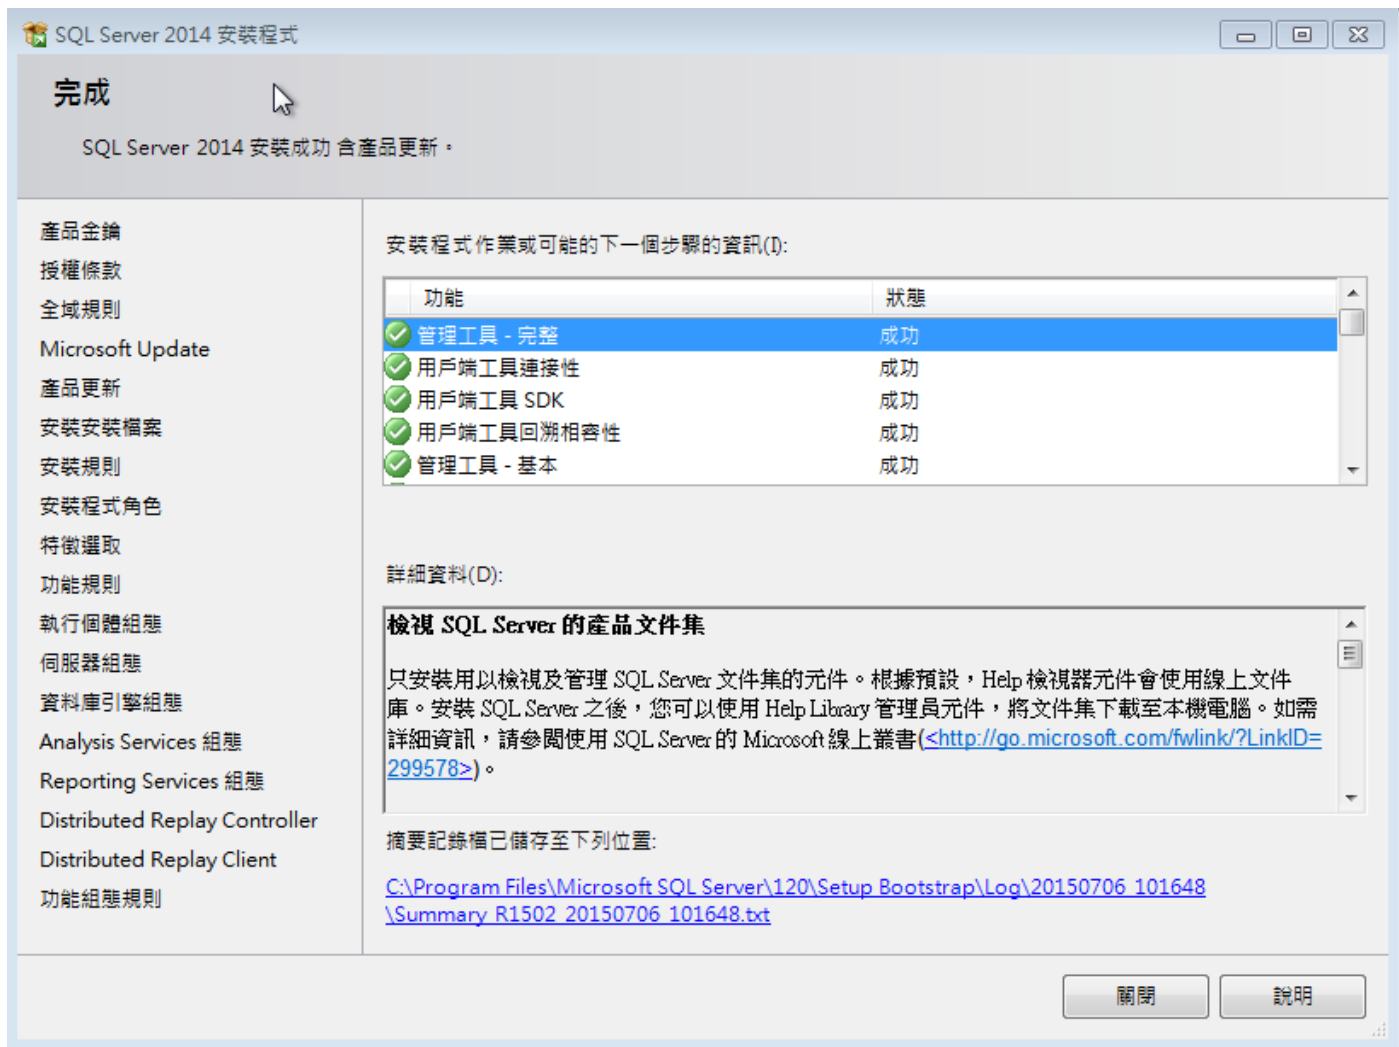 SQL Server 2014 安裝程式
完成
SQL Server 2014 安裝成功 含產品更新。
產品金鑰
授權條款
全域規則
Microsoft Update
產品更新
安裝安裝檔案
安裝規則
安裝程式角色
特徵選取
功能規則
執行個體組態
伺服器組態
資料庫引擎組態
Analysis Services 組態
Reporting Services 組態
Distributed Replay Controller
Distributed Replay Client
功能組態規則
安裝程式作業或可能的下一個步驟的資訊(I):
功能 狀態
管理工具 - 完整 成功
用戶端工具連接性 成功
用戶端工具 SDK 成功
用戶端工具回溯相容性 成功
管理工具 - 基本 成功
詳細資料(D):
檢視 SQL Server 的產品文件集
只安裝用以檢視及管理 SQL Server 文件集的元件。根據預設，Help 檢視器元件會使用線上文件
庫。安裝 SQL Server 之後，您可以使用 Help Library 管理員元件，將文件集下載至本機電腦。如需
詳細資訊，請參閱使用 SQL Server 的 Microsoft 線上叢書(<http://go.microsoft.com/fwlink/?LinkID=
299578>)。
摘要記錄檔已儲存至下列位置:
C:\Program Files\Microsoft SQL Server\120\Setup Bootstrap\Log\20150706_101648
\Summary_R1502_20150706_101648.txt
關閉
說明